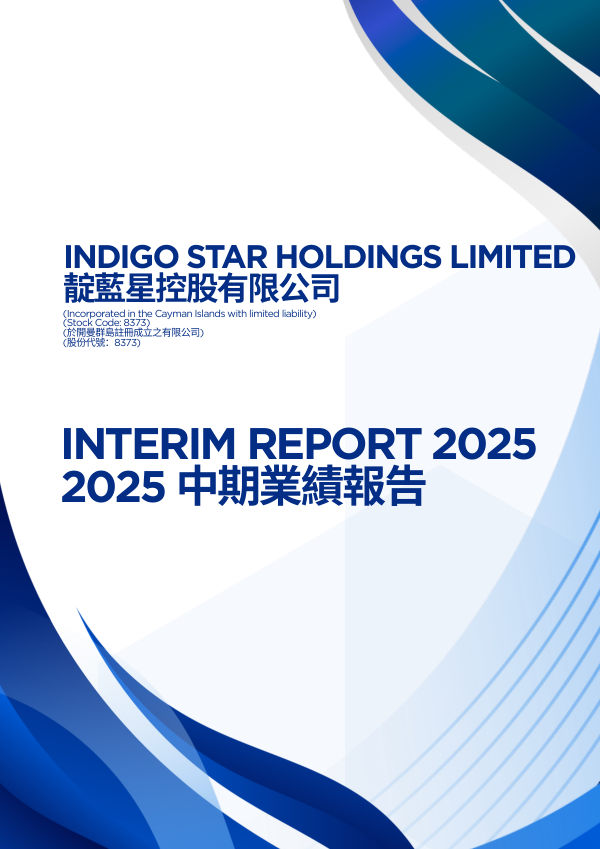 INDIGO STAR HOLDINGS LIMITED
靛藍星控股有限公司
(Incorporated in the Cayman Islands with limited liability)
(Stock Code: 8373)
(於開曼群島註冊成立之有限公司)
(股份代號：8373)
INTERIM REPORT 2025
2025 中期業績報告